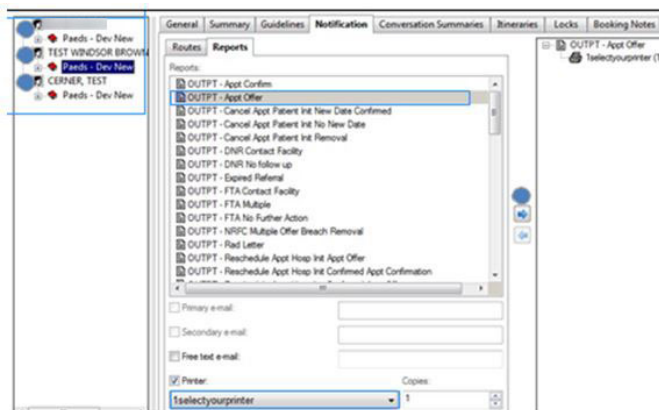 General Summary Guidelines Notification Conversation Summaries Itineraries Locks Booking Notes
Paeds - Dev New
TEST WINDSOR BROWN
Paeds - Dev New
CERNER, TEST
Paeds - Dev New
Routes Reports
Reports:
OUTPT - Appt Confirm
OUTPT - Appt Offer
OUTPT - Cancel Appt Patient Init New Date Confirmed
OUTPT - Cancel Appt Patient Init No New Date
OUTPT - Cancel Appt Patient Init Removal
OUTPT - DNR Contact Facility
OUTPT - DNR No follow up
OUTPT - Expired Referral
OUTPT - FTA Contact Facility
OUTPT - FTA Multiple
OUTPT - FTA No Further Action
OUTPT - NRFC Multiple Offer Breach Removal
OUTPT - Rad Letter
OUTPT - Reschedule Appt Hosp Init Appt Offer
OUTPT - Reschedule Appt Hosp Init Confirmed Appt Confirmation
Primary e-mail:
Secondary e-mail:
Free text e-mail:
Printer:
Copies:
1selectyourprinter
1
OUTPT - Appt Offer
1selectyourprinter (1